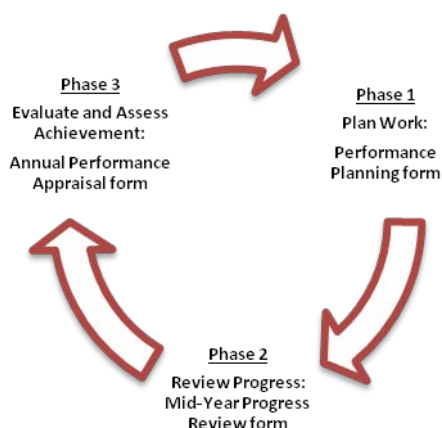 Phase 1
Plan Work:
Performance
Planning form
Phase 2
Review Progress:
Mid-Year Progress
Review form
Phase 3
Evaluate and Assess
Achievement:
Annual Performance
Appraisal form